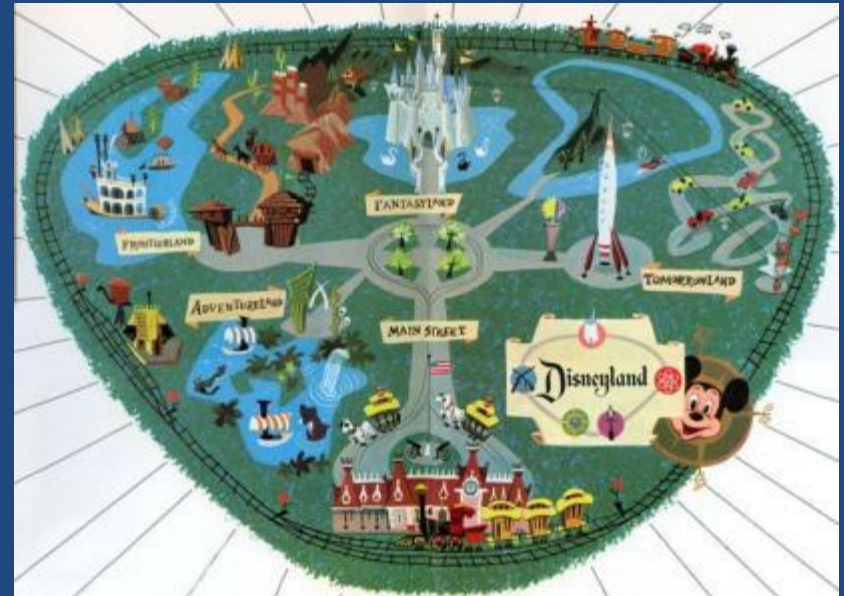 FANTASYLAND
FRONTIERLAND
TOMORROWLAND
ADVENTURELAND
MAIN STREET
Disneyland